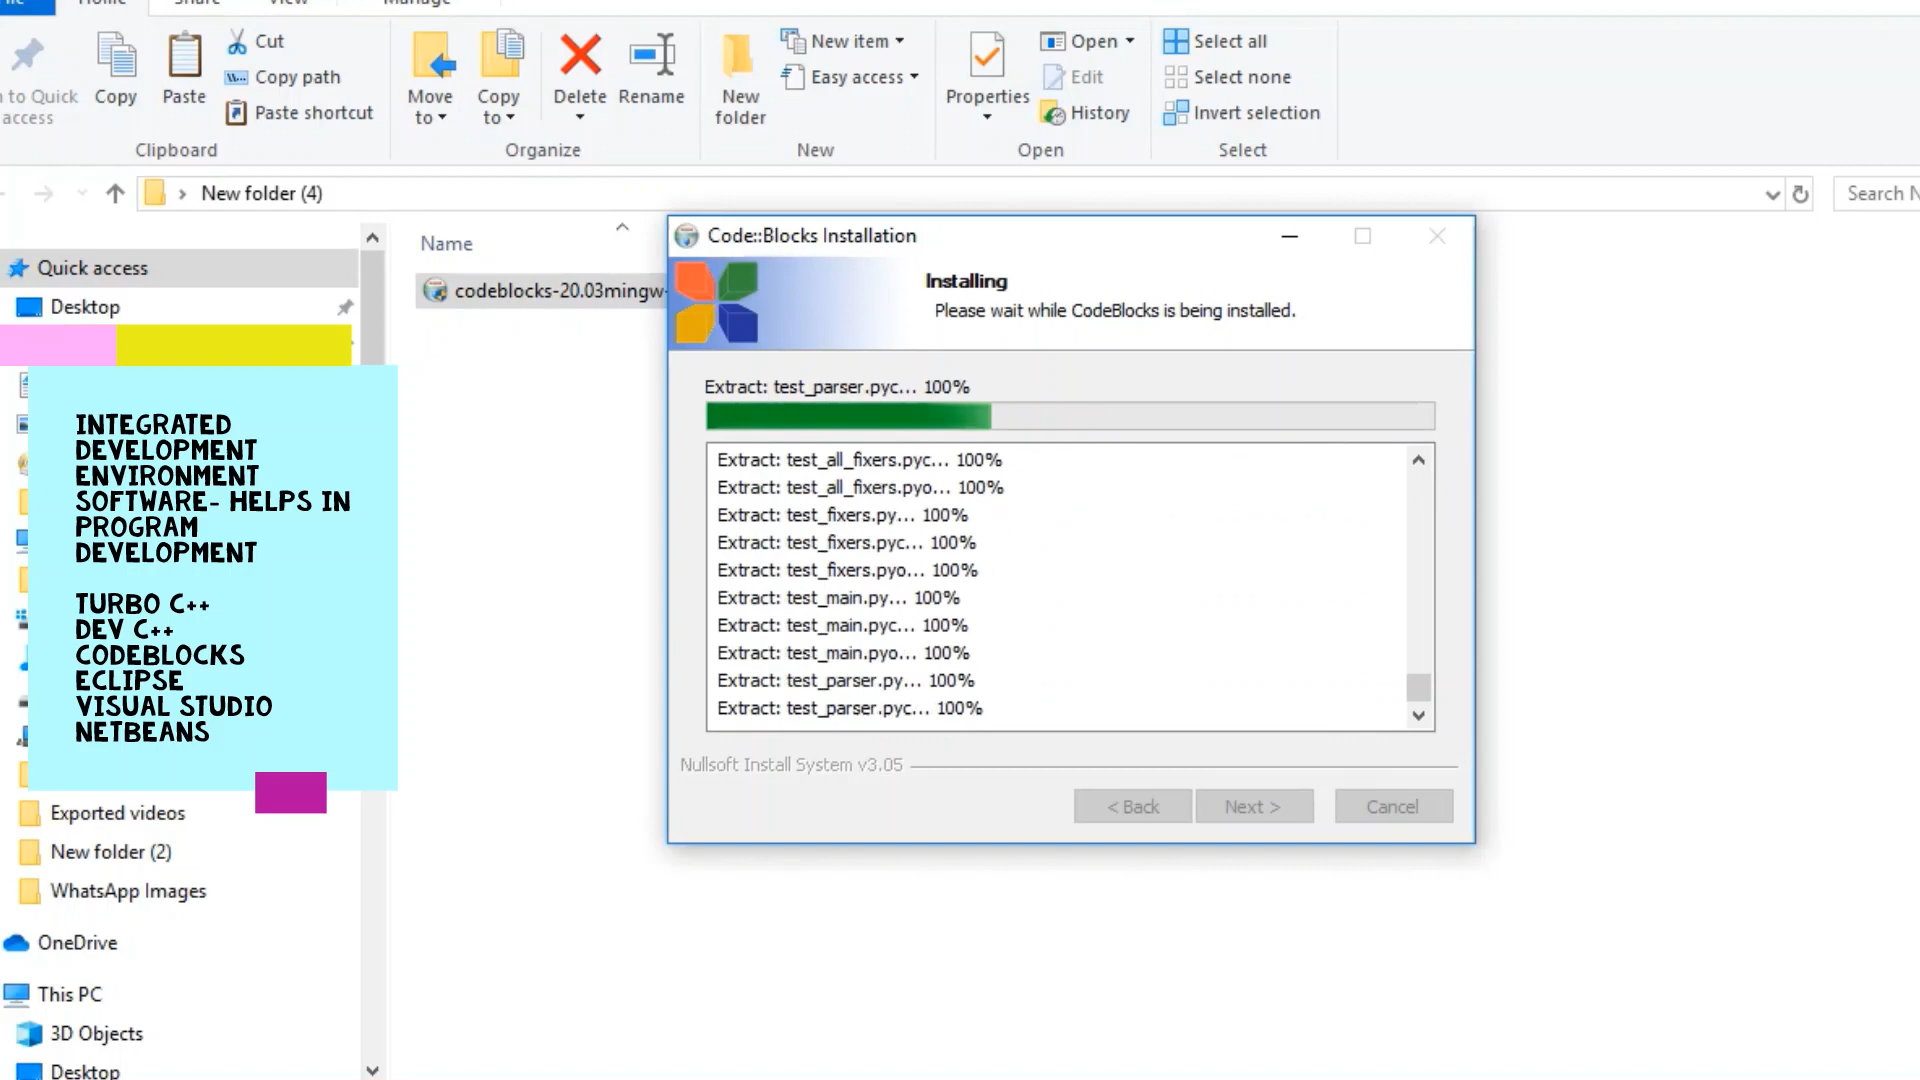 Home
Share
View
Manage
to Quick
access
Copy
Paste
Cut
Copy path
Paste shortcut
Clipboard
Move
to
Copy
to
Delete
Rename
Organize
New
folder
New item
Easy access
New
Properties
Open
Edit
History
Open
Select all
Select none
Invert selection
Select
New folder (4)
Search N
Name
Quick access
Desktop
codeblocks-20.03mingw-
INTEGRATED
DEVELOPMENT
ENVIRONMENT
SOFTWARE- HELPS IN
PROGRAM
DEVELOPMENT
TURBO C++
DEV C++
CODEBLOCKS
ECLIPSE
VISUAL STUDIO
NETBEANS
Exported videos
New folder (2)
WhatsApp Images
OneDrive
This PC
3D Objects
Desktop
Code::Blocks Installation
Installing
Please wait while CodeBlocks is being installed.
Extract: test_parser.pyc... 100%
Extract: test_all_fixers.pyc... 100%
Extract: test_all_fixers.pyo... 100%
Extract: test_fixers.py... 100%
Extract: test_fixers.pyc... 100%
Extract: test_fixers.pyo... 100%
Extract: test_main.py... 100%
Extract: test_main.pyc... 100%
Extract: test_main.pyo... 100%
Extract: test_parser.py... 100%
Extract: test_parser.pyc... 100%
Nullsoft Install System v3.05
< Back
Next >
Cancel